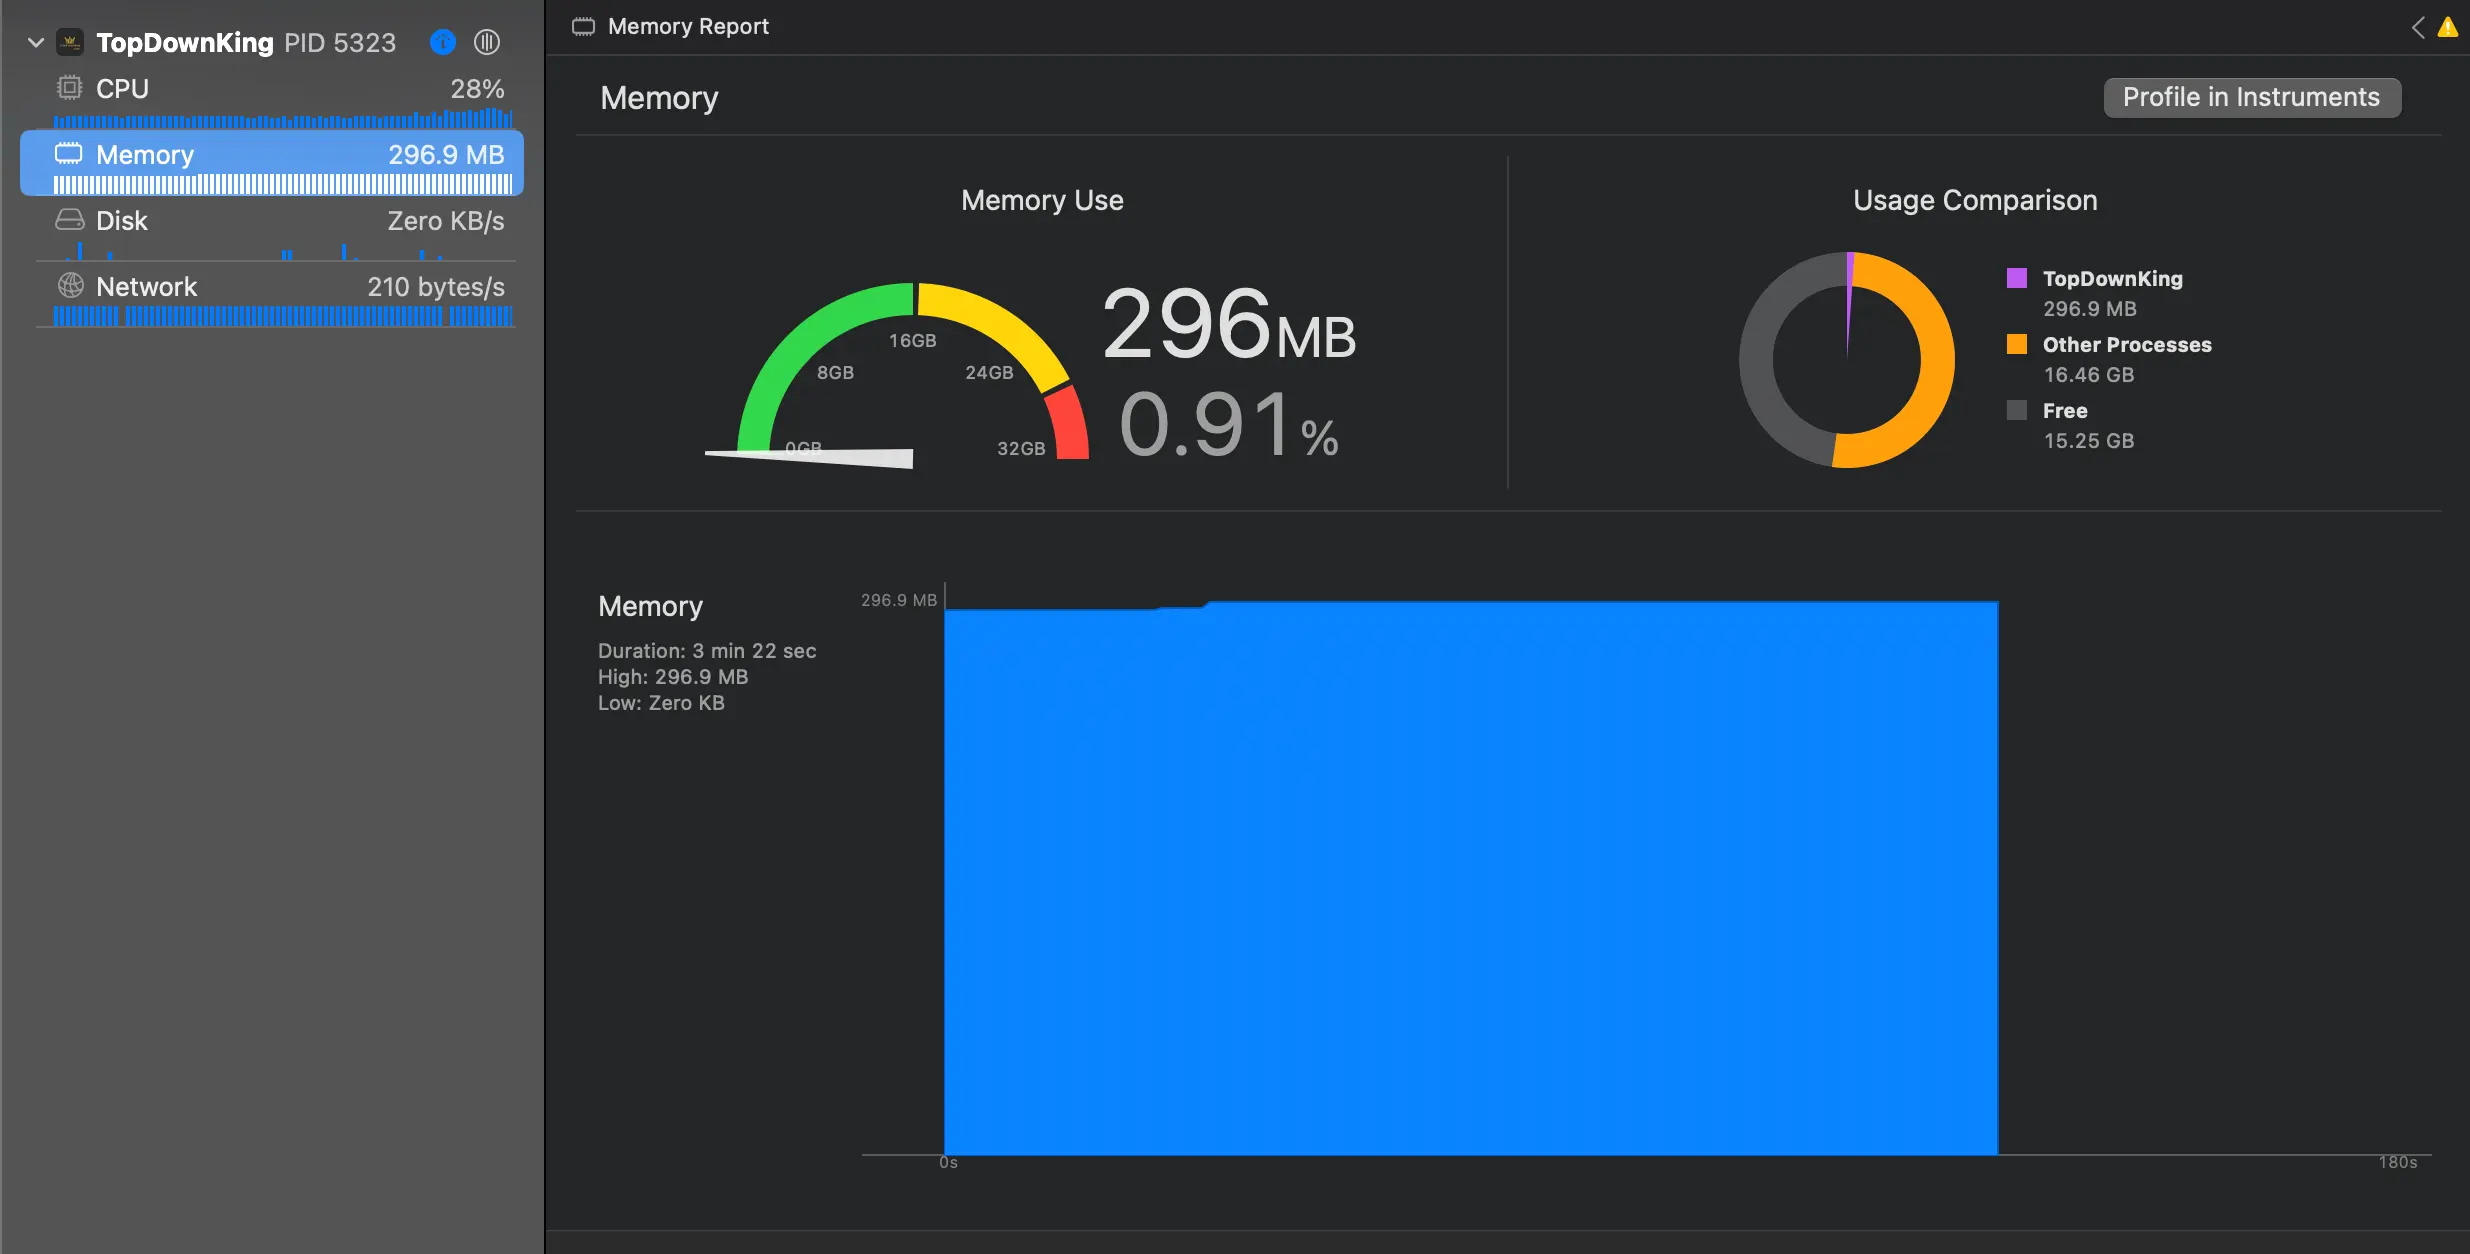 TopDownKing PID 5323
CPU 28%
Memory 296.9 MB
Disk Zero KB/s
Network 210 bytes/s
Memory Report
Memory
Profile in Instruments
Memory Use
0GB
8GB
16GB
24GB
32GB
296MB
0.91%
Usage Comparison
TopDownKing
296.9 MB
Other Processes
16.46 GB
Free
15.25 GB
Memory
Duration: 3 min 22 sec
High: 296.9 MB
Low: Zero KB
296.9 MB
0s
180s